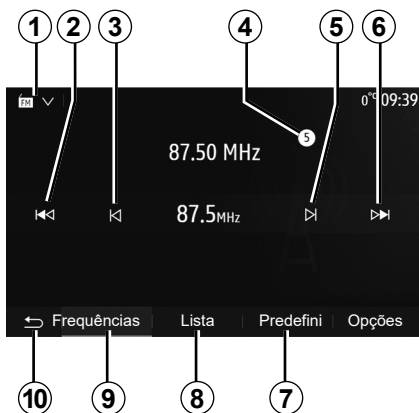 1 2 3 4 5 6
FM 0°C 09:39
5
87.50 MHz
87.5MHz
Frequências Lista Predefini Opções
10 9 8 7